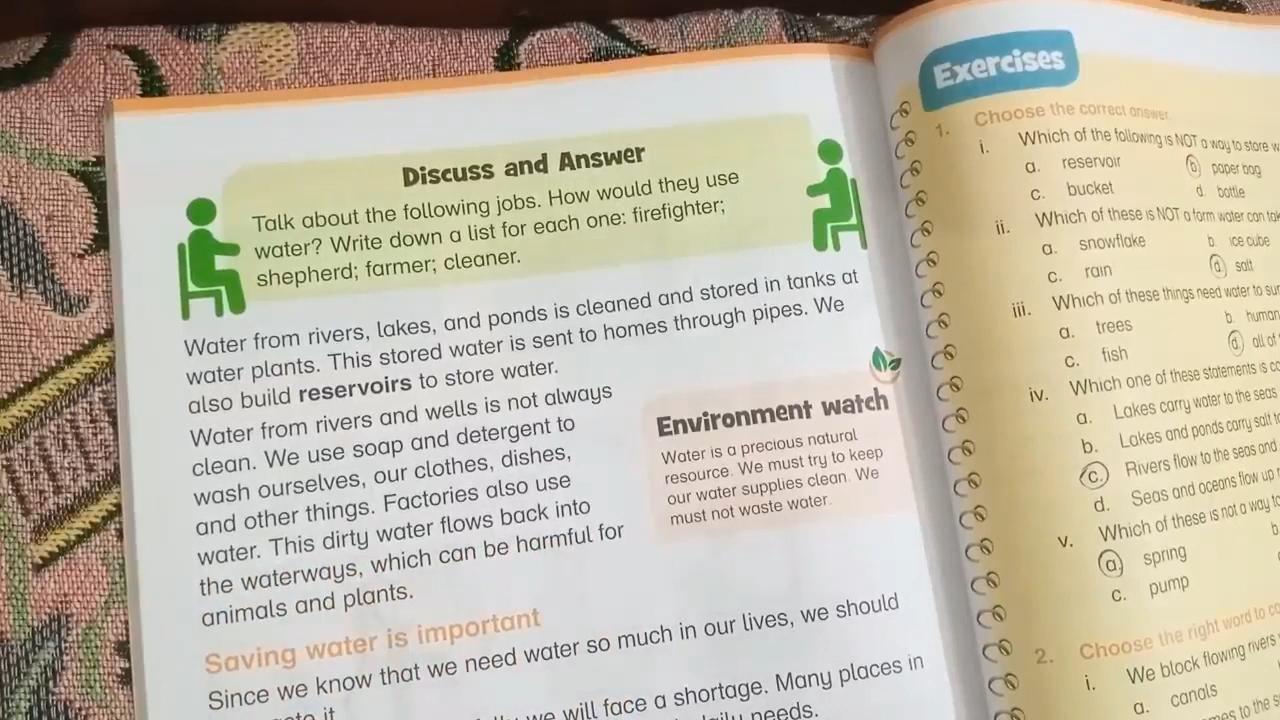 Discuss and Answer
Talk about the following jobs. How would they use
water? Write down a list for each one: firefighter;
shepherd; farmer; cleaner.
Water from rivers, lakes, and ponds is cleaned and stored in tanks at
water plants. This stored water is sent to homes through pipes. We
also build reservoirs to store water.
Water from rivers and wells is not always
clean. We use soap and detergent to
wash ourselves, our clothes, dishes,
and other things. Factories also use
water. This dirty water flows back into
the waterways, which can be harmful for
animals and plants.
Environment watch
Water is a precious natural
resource. We must try to keep
our water supplies clean. We
must not waste water.
Saving water is important
Since we know that we need water so much in our lives, we should
it
we will face a shortage. Many places in
daily needs.
Exercises
1. Choose the correct answer.
i. Which of the following is NOT a way to store
a. reservoir b. paper bag
c. bucket d. bottle
ii. Which of these is NOT a form water can
a. snowflake b. ice cube
c. rain d. salt
iii. Which of these things need water to
a. trees b. human
c. fish d. all of
iv. Which one of these statements is
a. Lakes carry water to the seas
b. Lakes and ponds carry salt
c. Rivers flow to the seas and
d. Seas and oceans flow up
v. Which of these is not a way to
a. spring b.
c. pump
2. Choose the right word to
i. We block flowing rivers
a. canals
to the